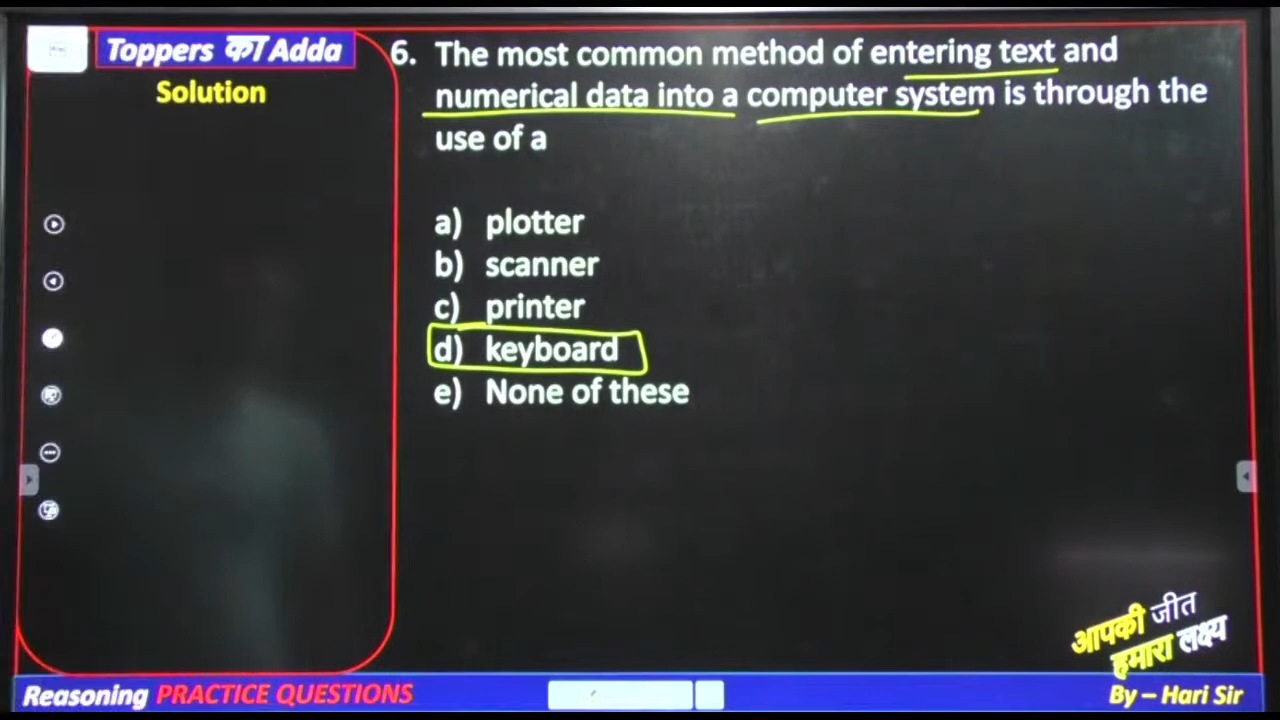 Toppers का Adda
Solution
6. The most common method of entering text and
numerical data into a computer system is through the
use of a
a) plotter
b) scanner
c) printer
d) keyboard
e) None of these
आपकी जीत
हमारा लक्ष्य
Reasoning PRACTICE QUESTIONS
By – Hari Sir